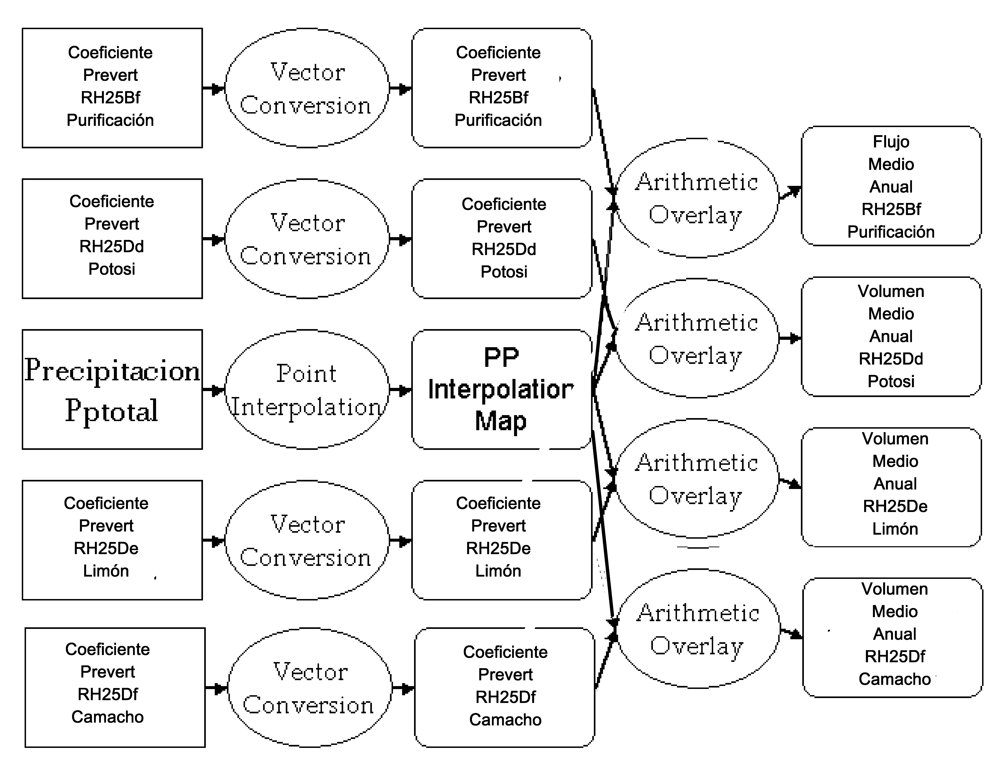 Coeficiente
Prevert
RH25Bf
Purificación
Vector
Conversion
Coeficiente
Prevert
RH25Bf
Purificación
Arithmetic
Overlay
Flujo
Medio
Anual
RH25Bf
Purificación
Coeficiente
Prevert
RH25Dd
Potosi
Vector
Conversion
Coeficiente
Prevert
RH25Dd
Potosi
Arithmetic
Overlay
Volumen
Medio
Anual
RH25Dd
Potosi
Precipitacion
Pptotal
Point
Interpolation
PP
Interpolation
Map
Coeficiente
Prevert
RH25De
Limón
Vector
Conversion
Coeficiente
Prevert
RH25De
Limón
Arithmetic
Overlay
Volumen
Medio
Anual
RH25De
Limón
Coeficiente
Prevert
RH25Df
Camacho
Vector
Conversion
Coeficiente
Prevert
RH25Df
Camacho
Arithmetic
Overlay
Volumen
Medio
Anual
RH25Df
Camacho